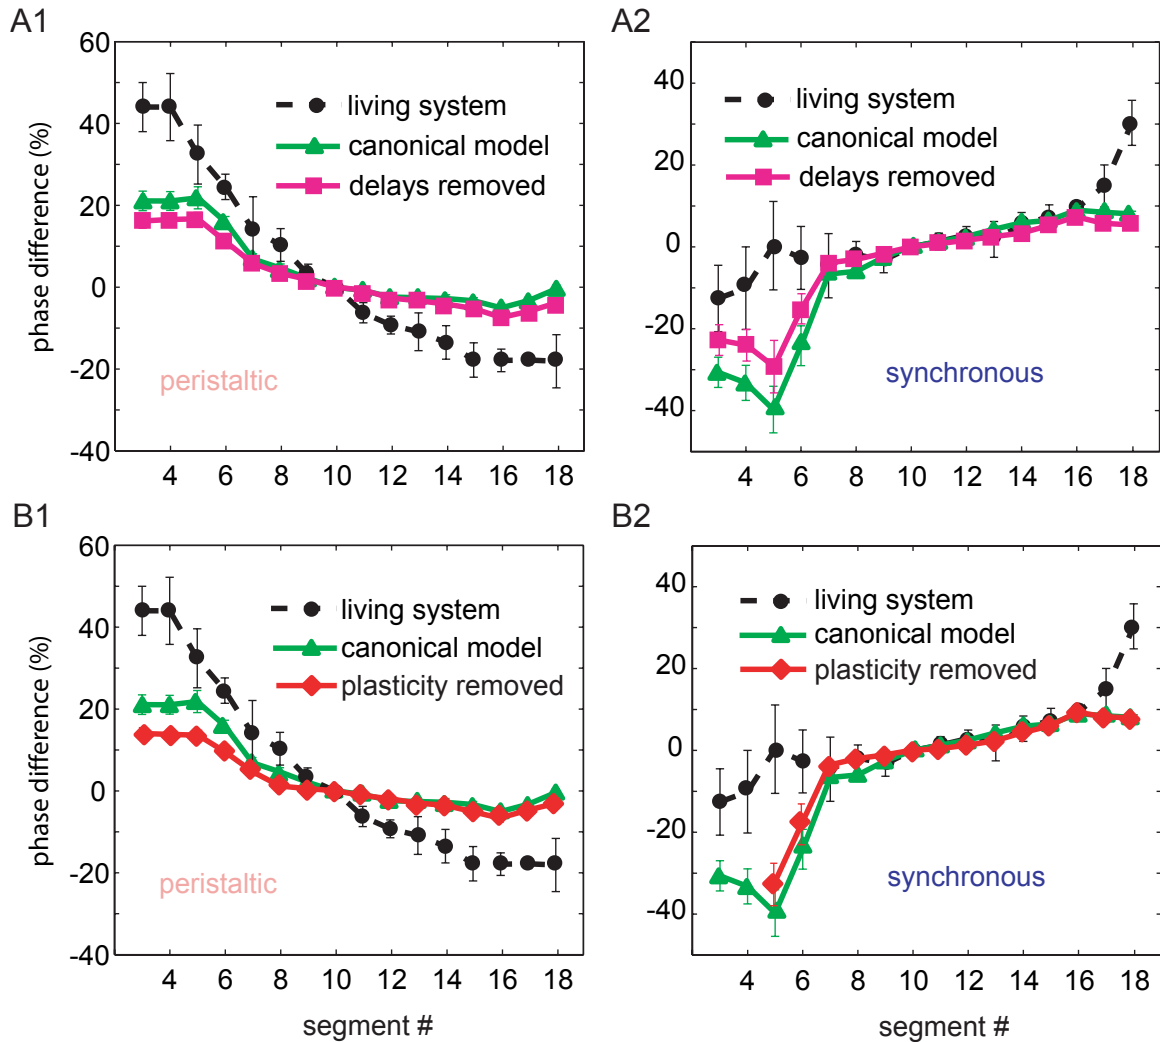 A1
60
40
20
0
-20
-40
phase difference (%)
living system
canonical model
delays removed
peristaltic
4 6 8 10 12 14 16 18
A2
40
20
0
-20
-40
living system
canonical model
delays removed
synchronous
4 6 8 10 12 14 16 18
B1
60
40
20
0
-20
-40
phase difference (%)
living system
canonical model
plasticity removed
peristaltic
4 6 8 10 12 14 16 18
segment #
B2
40
20
0
-20
-40
living system
canonical model
plasticity removed
synchronous
4 6 8 10 12 14 16 18
segment #